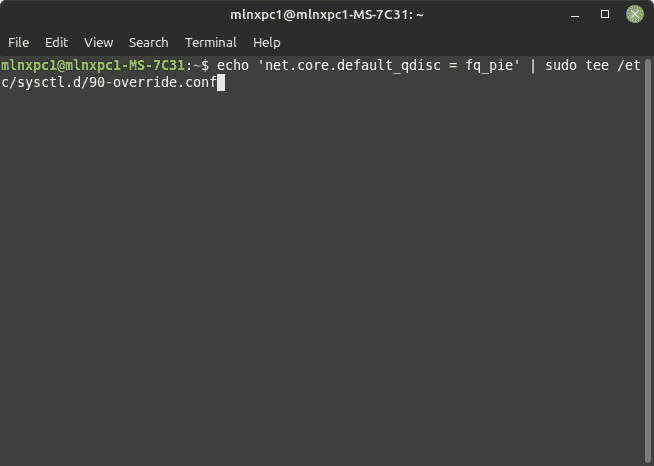 mlnxpc1@mlnxpc1-MS-7C31: ~
File Edit View Search Terminal Help
mlnxpc1@mlnxpc1-MS-7C31:~$ echo 'net.core.default_qdisc = fq_pie' | sudo tee /et
c/sysctl.d/90-override.conf